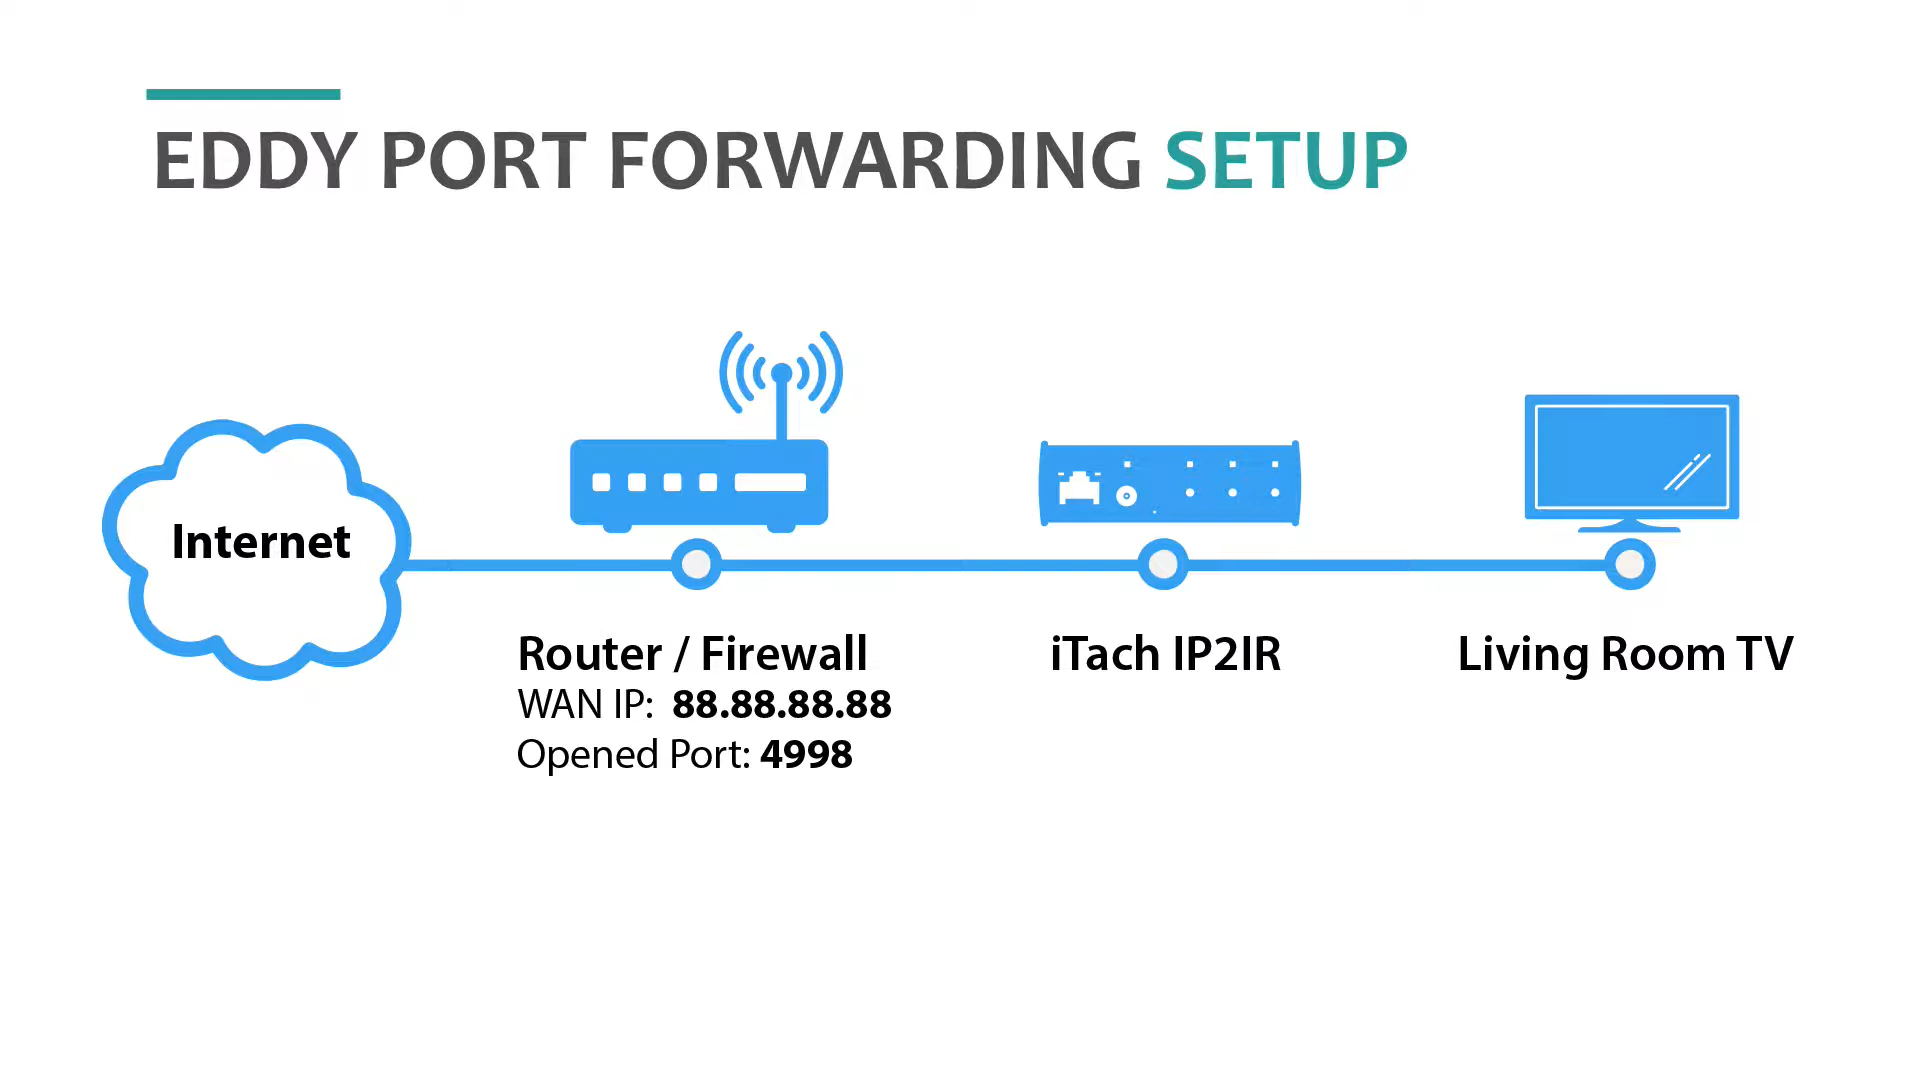 EDDY PORT FORWARDING SETUP
Internet
Router / Firewall
WAN IP: 88.88.88.88
Opened Port: 4998
iTach IP2IR
Living Room TV